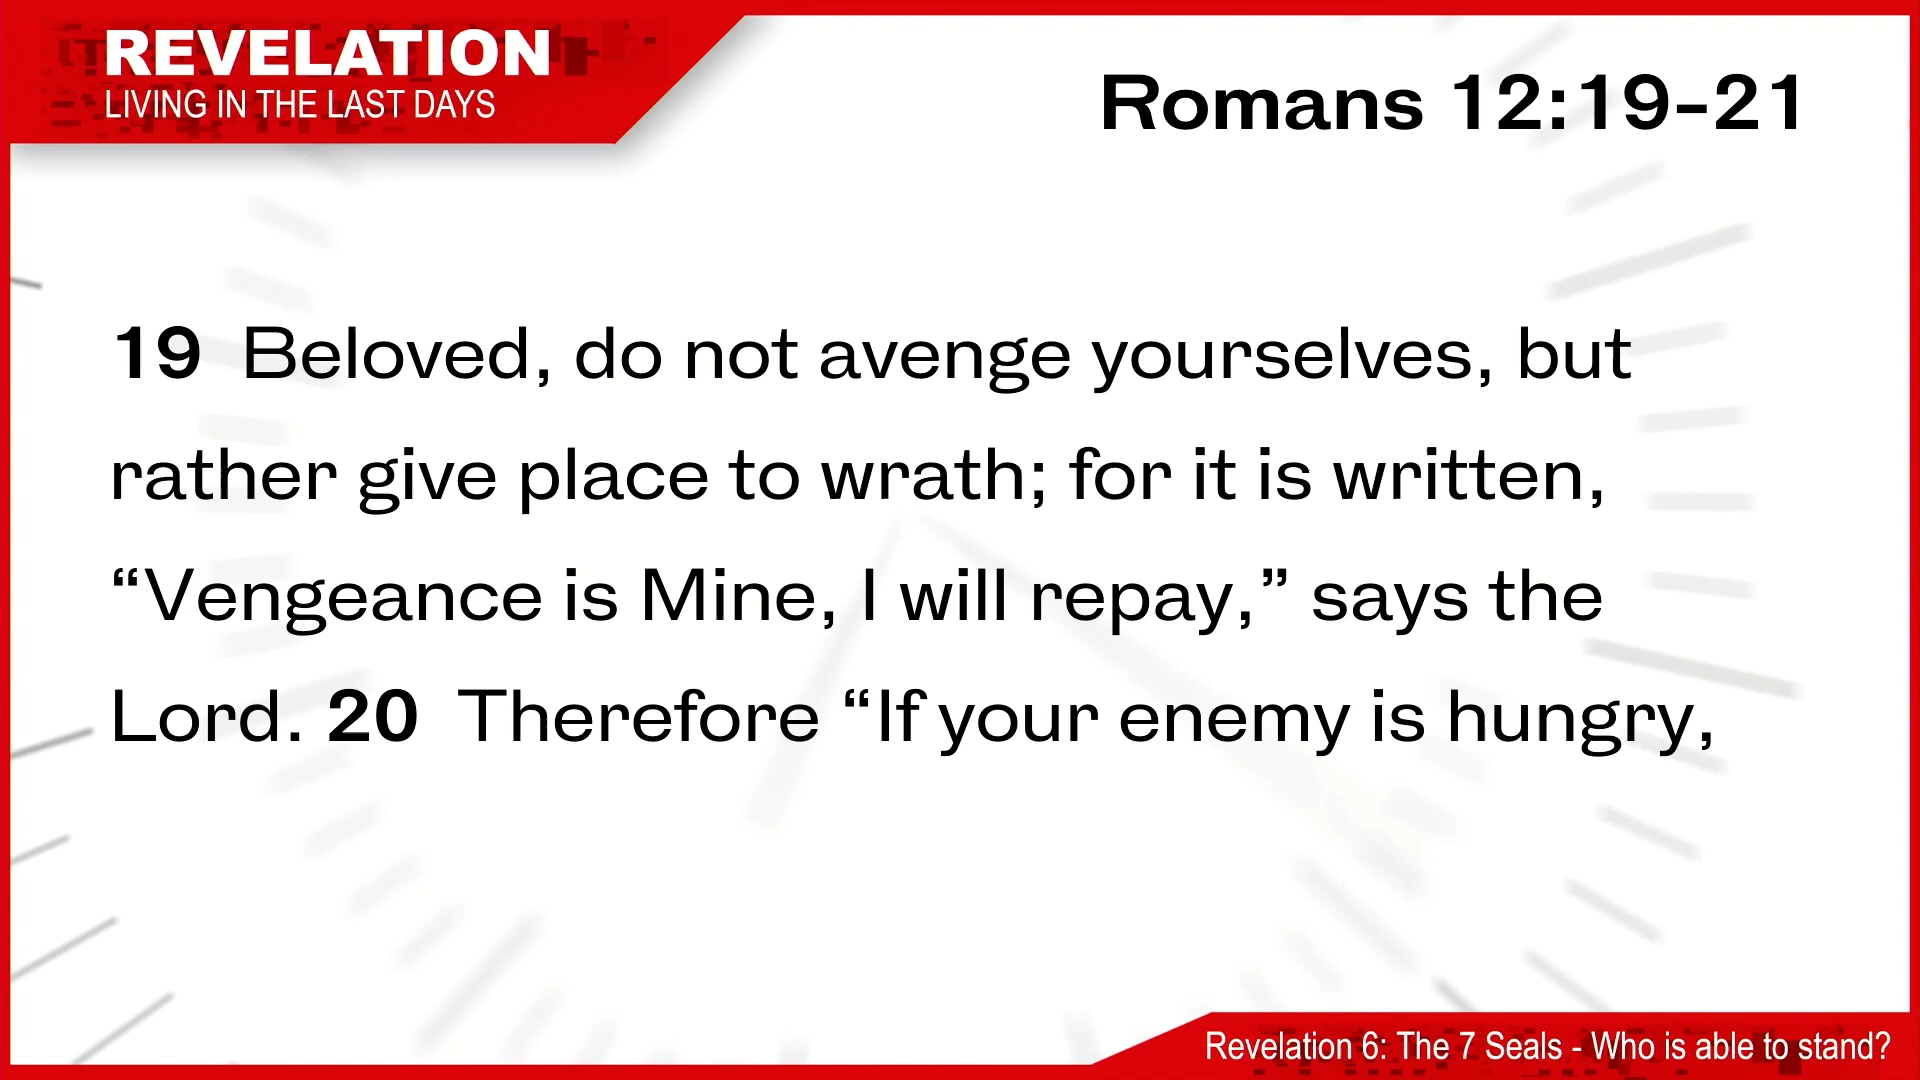 REVELATION
LIVING IN THE LAST DAYS
Romans 12:19-21
19 Beloved, do not avenge yourselves, but
rather give place to wrath; for it is written,
“Vengeance is Mine, I will repay,” says the
Lord. 20 Therefore “If your enemy is hungry,
Revelation 6: The 7 Seals - Who is able to stand?